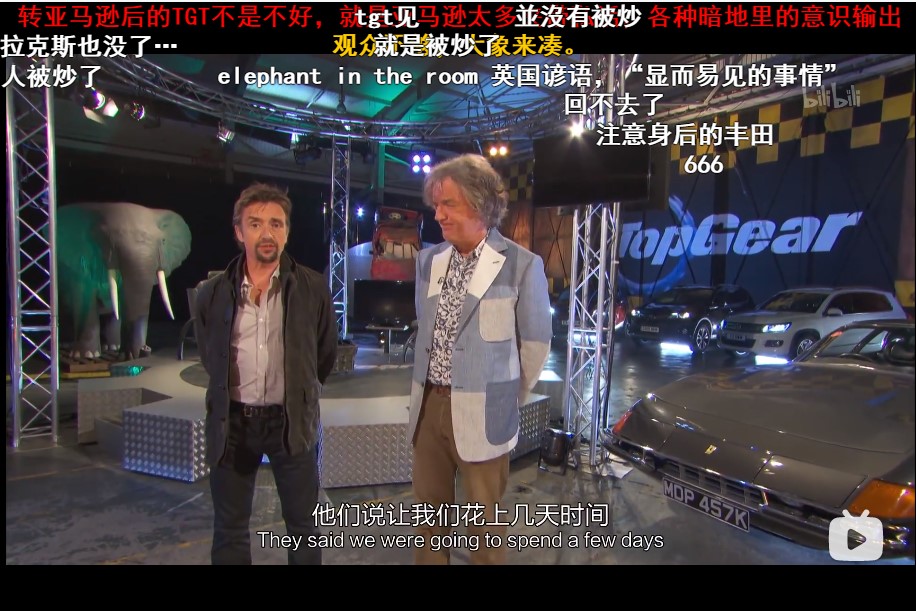 转亚马逊后的TGT不是不好，就是 马逊太多 各种暗地里的意识输出
tgt见 並沒有被炒
拉克斯也没了…
观众 大象来凑。
就是被炒了
人被炒了
elephant in the room 英国谚语，“显而易见的事情”
回不去了
bilibili
注意身后的丰田
666
TopGear
MDP 457K
他们说让我们花上几天时间
They said we were going to spend a few days